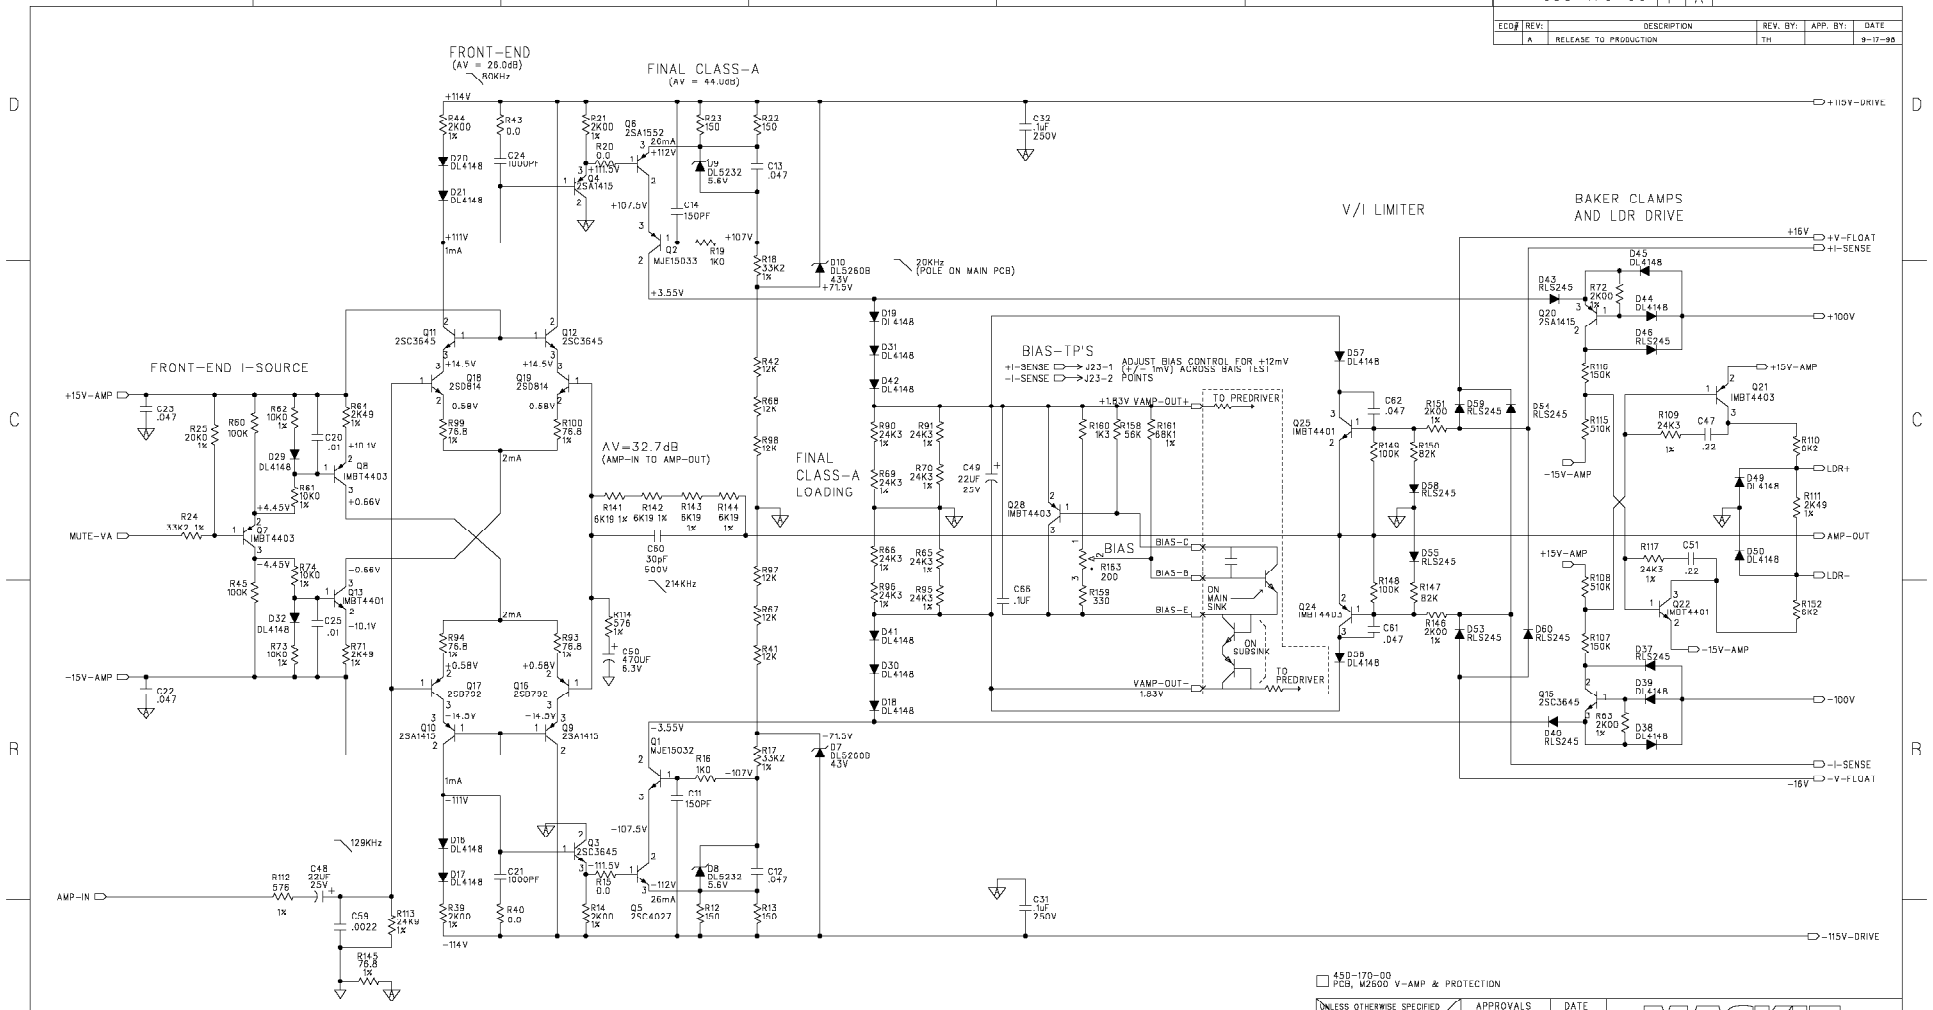 ECO# REV: DESCRIPTION REV. BY: APP. BY: DATE
A RELEASE TO PRODUCTION TH 9-17-98
FRONT-END
(AV = 26.0dB)
80KHz
FINAL CLASS-A
(AV = 44.0dB)
D
D
+114V
+115V-DRIVE
R44
2K00
1%
R43
0.0
R21
2K00
1%
Q6
2SA1552
R23
150
R22
150
C32
.1uF
250V
26mA
+112V
R20
0.0
+111.5V
D20
DL4148
C24
1000PF
D9
DL5232
5.6V
C13
.047
Q4
2SA1415
D21
DL4148
+107.5V
C14
150PF
BAKER CLAMPS
AND LDR DRIVE
V/I LIMITER
+111V
1mA
Q2
MJE15033
R19
1K0
+107V
R18
33K2
1%
D10
DL5260B
43V
+71.5V
20KHz
(POLE ON MAIN PCB)
+16V
+V-FLOAT
+I-SENSE
D45
DL4148
D43
RLS245
R72
2K00
1%
D44
DL4148
Q20
2SA1415
+100V
D46
RLS245
+3.55V
D19
DL4148
D31
DL4148
D42
DL4148
Q11
2SC3645
Q12
2SC3645
+14.5V
+14.5V
FRONT-END I-SOURCE
Q18
2SD814
Q19
2SD814
0.58V
0.58V
R42
12K
R68
12K
R98
12K
BIAS-TP'S
+I-SENSE J23-1
-I-SENSE J23-2
ADJUST BIAS CONTROL FOR +12mV
(+/- 1mV) ACROSS BAIS TEST
POINTS
D57
DL4148
R116
150K
+15V-AMP
Q21
IMBT4403
C
C
+15V-AMP
C23
.047
R25
20K0
1%
R60
100K
R62
10K0
1%
C20
.01
R64
2K49
1%
+10.1V
D29
DL4148
Q8
IMBT4403
R61
10K0
1%
+0.66V
+4.45V
R99
76.8
1%
R100
76.8
1%
2mA
AV=32.7dB
(AMP-IN TO AMP-OUT)
FINAL
CLASS-A
LOADING
R90
24K3
1%
R91
24K3
1%
R69
24K3
1%
R70
24K3
1%
C49
22UF
25V
+1.83V VAMP-OUT+
TO PREDRIVER
R160
1K3
R158
56K
R161
68K1
1%
Q25
IMBT4401
C62
.047
R151
2K00
1%
D59
RLS245
D54
RLS245
R149
100K
R150
82K
D58
RLS245
R115
510K
-15V-AMP
R109
24K3
1%
C47
.22
R110
6K2
LDR+
D49
DL4148
R111
2K49
1%
R141
6K19 1%
R142
6K19 1%
R143
6K19
1%
R144
6K19
1%
Q28
IMBT4403
MUTE-VA
R24
33K2 1%
Q7
IMBT4403
-4.45V
C60
30pF
500V
214KHz
BIAS
BIAS-C
BIAS-B
BIAS-E
AMP-OUT
R45
100K
R74
10K0
1%
-0.66V
Q13
IMBT4401
D32
DL4148
C25
.01
-10.1V
R73
10K0
1%
R71
2K49
1%
R97
12K
R67
12K
R41
12K
R66
24K3
1%
R65
24K3
1%
R96
24K3
1%
R95
24K3
1%
C66
.1UF
R163
200
R159
330
ON
MAIN
SINK
ON
SUBSINK
D55
DL4148
R148
100K
R147
82K
Q24
IMBT4403
C61
.047
R146
2K00
1%
D53
RLS245
D60
RLS245
+15V-AMP
R108
510K
R117
24K3
1%
C51
.22
D50
DL4148
LDR-
Q22
IMBT4401
R152
6K2
R107
150K
-15V-AMP
2mA
R94
76.8
1%
R93
76.8
1%
R114
576
1%
C50
470UF
6.3V
+0.58V
+0.58V
-15V-AMP
C22
.047
Q17
2SD792
Q16
2SD792
D41
DL4148
D30
DL4148
D18
DL4148
D56
DL4148
TO
PREDRIVER
VAMP-OUT-
1.83V
D37
RLS245
D39
DL4148
Q15
2SC3645
R63
2K00
1%
D38
DL4148
D40
RLS245
-100V
-14.5V
-14.5V
Q10
2SA1415
Q9
2SA1415
-3.55V
Q1
MJE15032
R16
1K0
-107V
R17
33K2
1%
-71.5V
D7
DL5260B
43V
-I-SENSE
-V-FLOAT
-16V
1mA
-111V
C11
150PF
-107.5V
129KHz
D16
DL4148
D17
DL4148
C21
1000PF
Q3
2SC3645
-111.5V
R15
0.0
-112V
26mA
Q5
2SC4027
D8
DL5232
5.6V
C12
.047
R39
2K00
1%
R40
0.0
R14
2K00
1%
R12
150
R13
150
C31
.1uF
250V
-114V
-115V-DRIVE
AMP-IN
R112
576
1%
C48
22UF
25V
C59
.0022
R113
24K9
1%
R145
76.8
1%
450-170-00
PCB, M2600 V-AMP & PROTECTION
UNLESS OTHERWISE SPECIFIED APPROVALS DATE